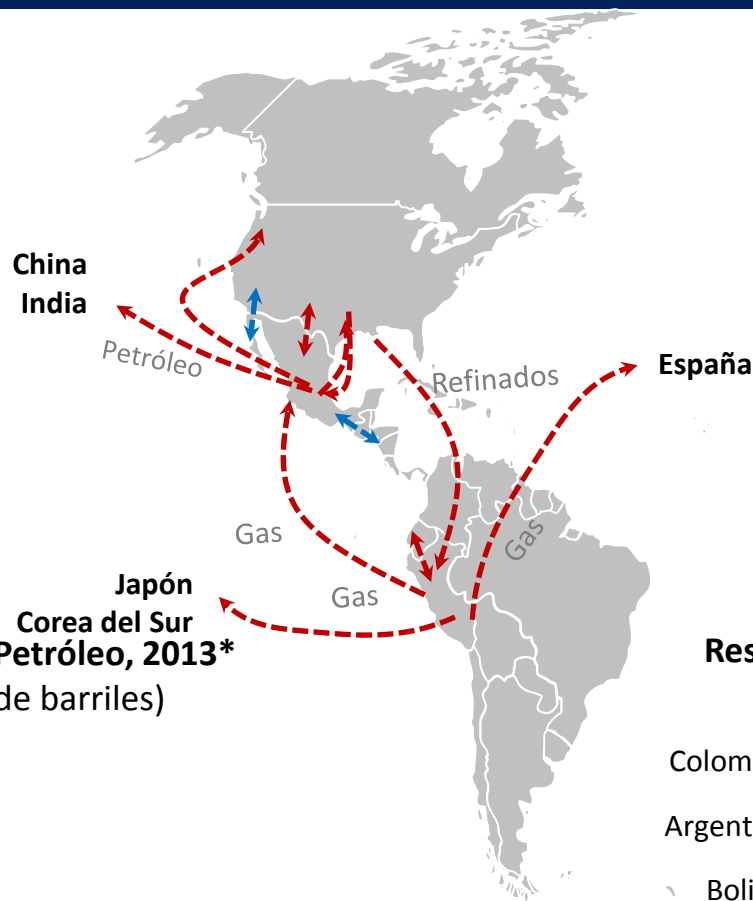 China
India
Petróleo
Refinados
España
Gas
Gas
Gas
Japón
Corea del Sur
Petróleo, 2013*
de barriles)
Res
Colom
Argent
Boli